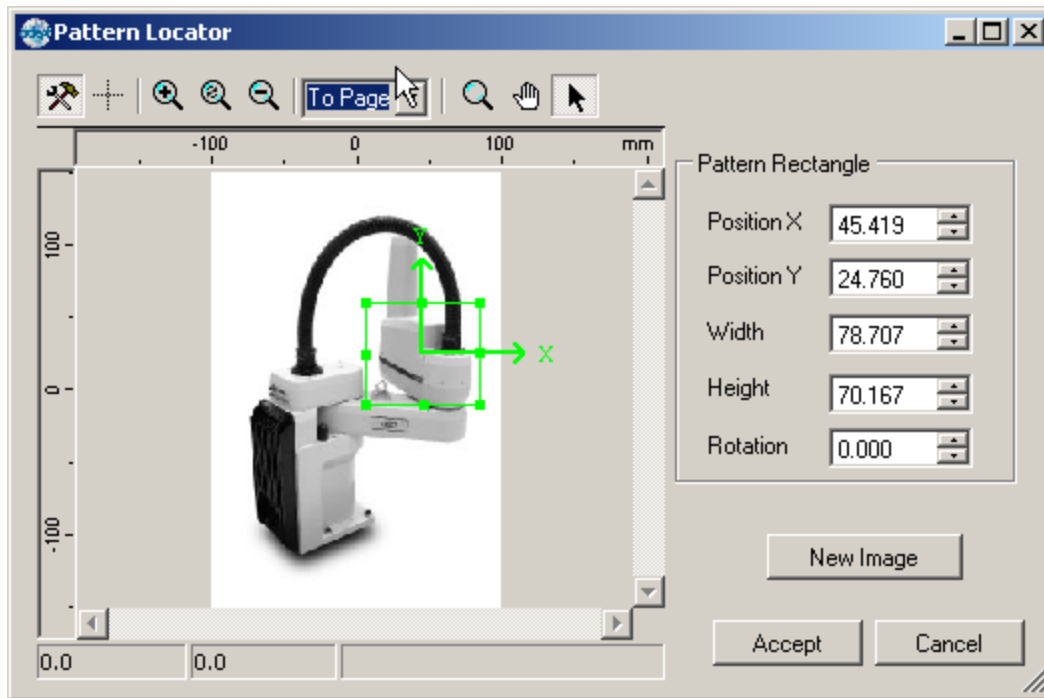 Pattern Locator
To Page
-100 0 100 mm
100
0
-100
Y
X
Pattern Rectangle
Position X 45.419
Position Y 24.760
Width 78.707
Height 70.167
Rotation 0.000
New Image
Accept Cancel
0.0 0.0